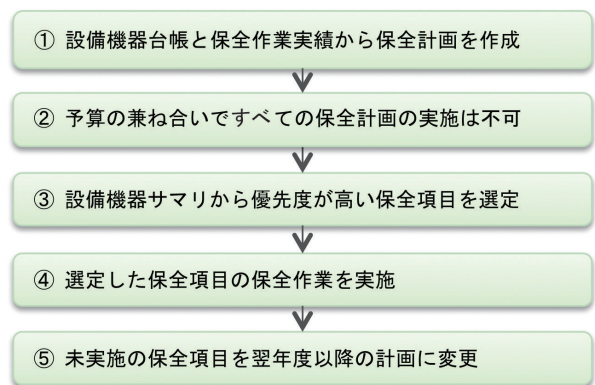 ① 設備機器台帳と保全作業実績から保全計画を作成
② 予算の兼ね合いですべての保全計画の実施は不可
③ 設備機器サマリから優先度が高い保全項目を選定
④ 選定した保全項目の保全作業を実施
⑤ 未実施の保全項目を翌年度以降の計画に変更